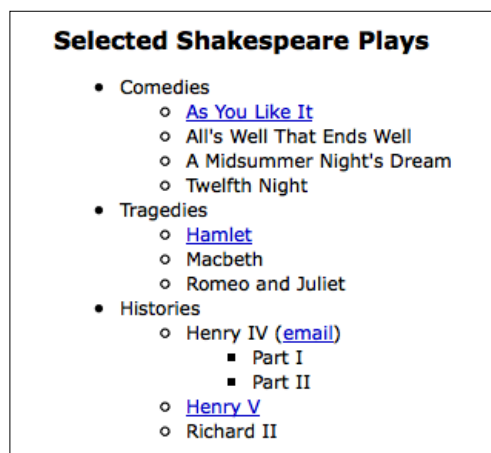 Selected Shakespeare Plays
Comedies
As You Like It
All's Well That Ends Well
A Midsummer Night's Dream
Twelfth Night
Tragedies
Hamlet
Macbeth
Romeo and Juliet
Histories
Henry IV (email)
Part I
Part II
Henry V
Richard II